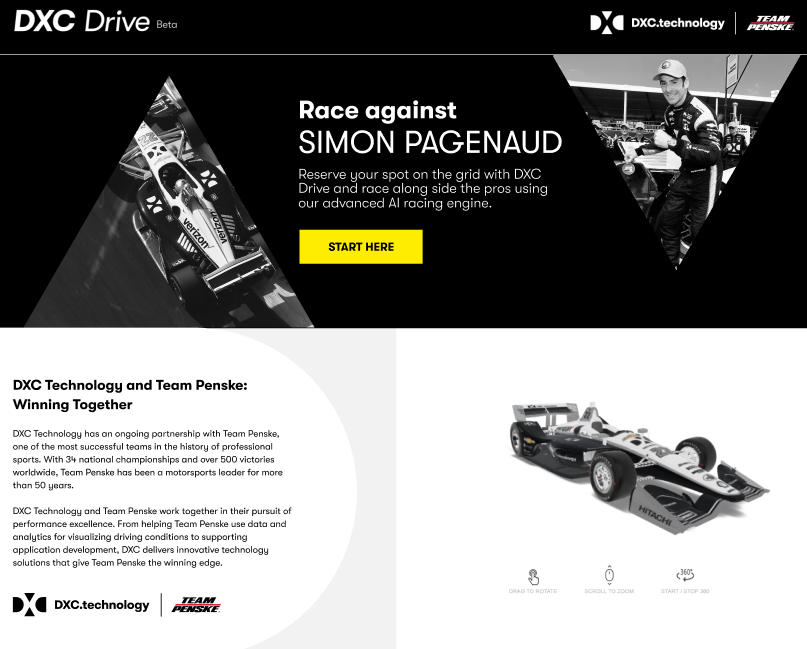 DXC Drive Beta
DXC.technology
TEAM PENSKE
Race against
SIMON PAGENAUD
Reserve your spot on the grid with DXC
Drive and race along side the pros using
our advanced AI racing engine.
START HERE
verizon
verizon
DXC Technology and Team Penske:
Winning Together
DXC Technology has an ongoing partnership with Team Penske,
one of the most successful teams in the history of professional
sports. With 34 national championships and over 500 victories
worldwide, Team Penske has been a motorsports leader for more
than 50 years.
DXC Technology and Team Penske work together in their pursuit of
performance excellence. From helping Team Penske use data and
analytics for visualizing driving conditions to supporting
application development, DXC delivers innovative technology
solutions that give Team Penske the winning edge.
DXC.technology
TEAM PENSKE
HITACHI
360°
DRAG TO ROTATE
SCROLL TO ZOOM
START / STOP 360